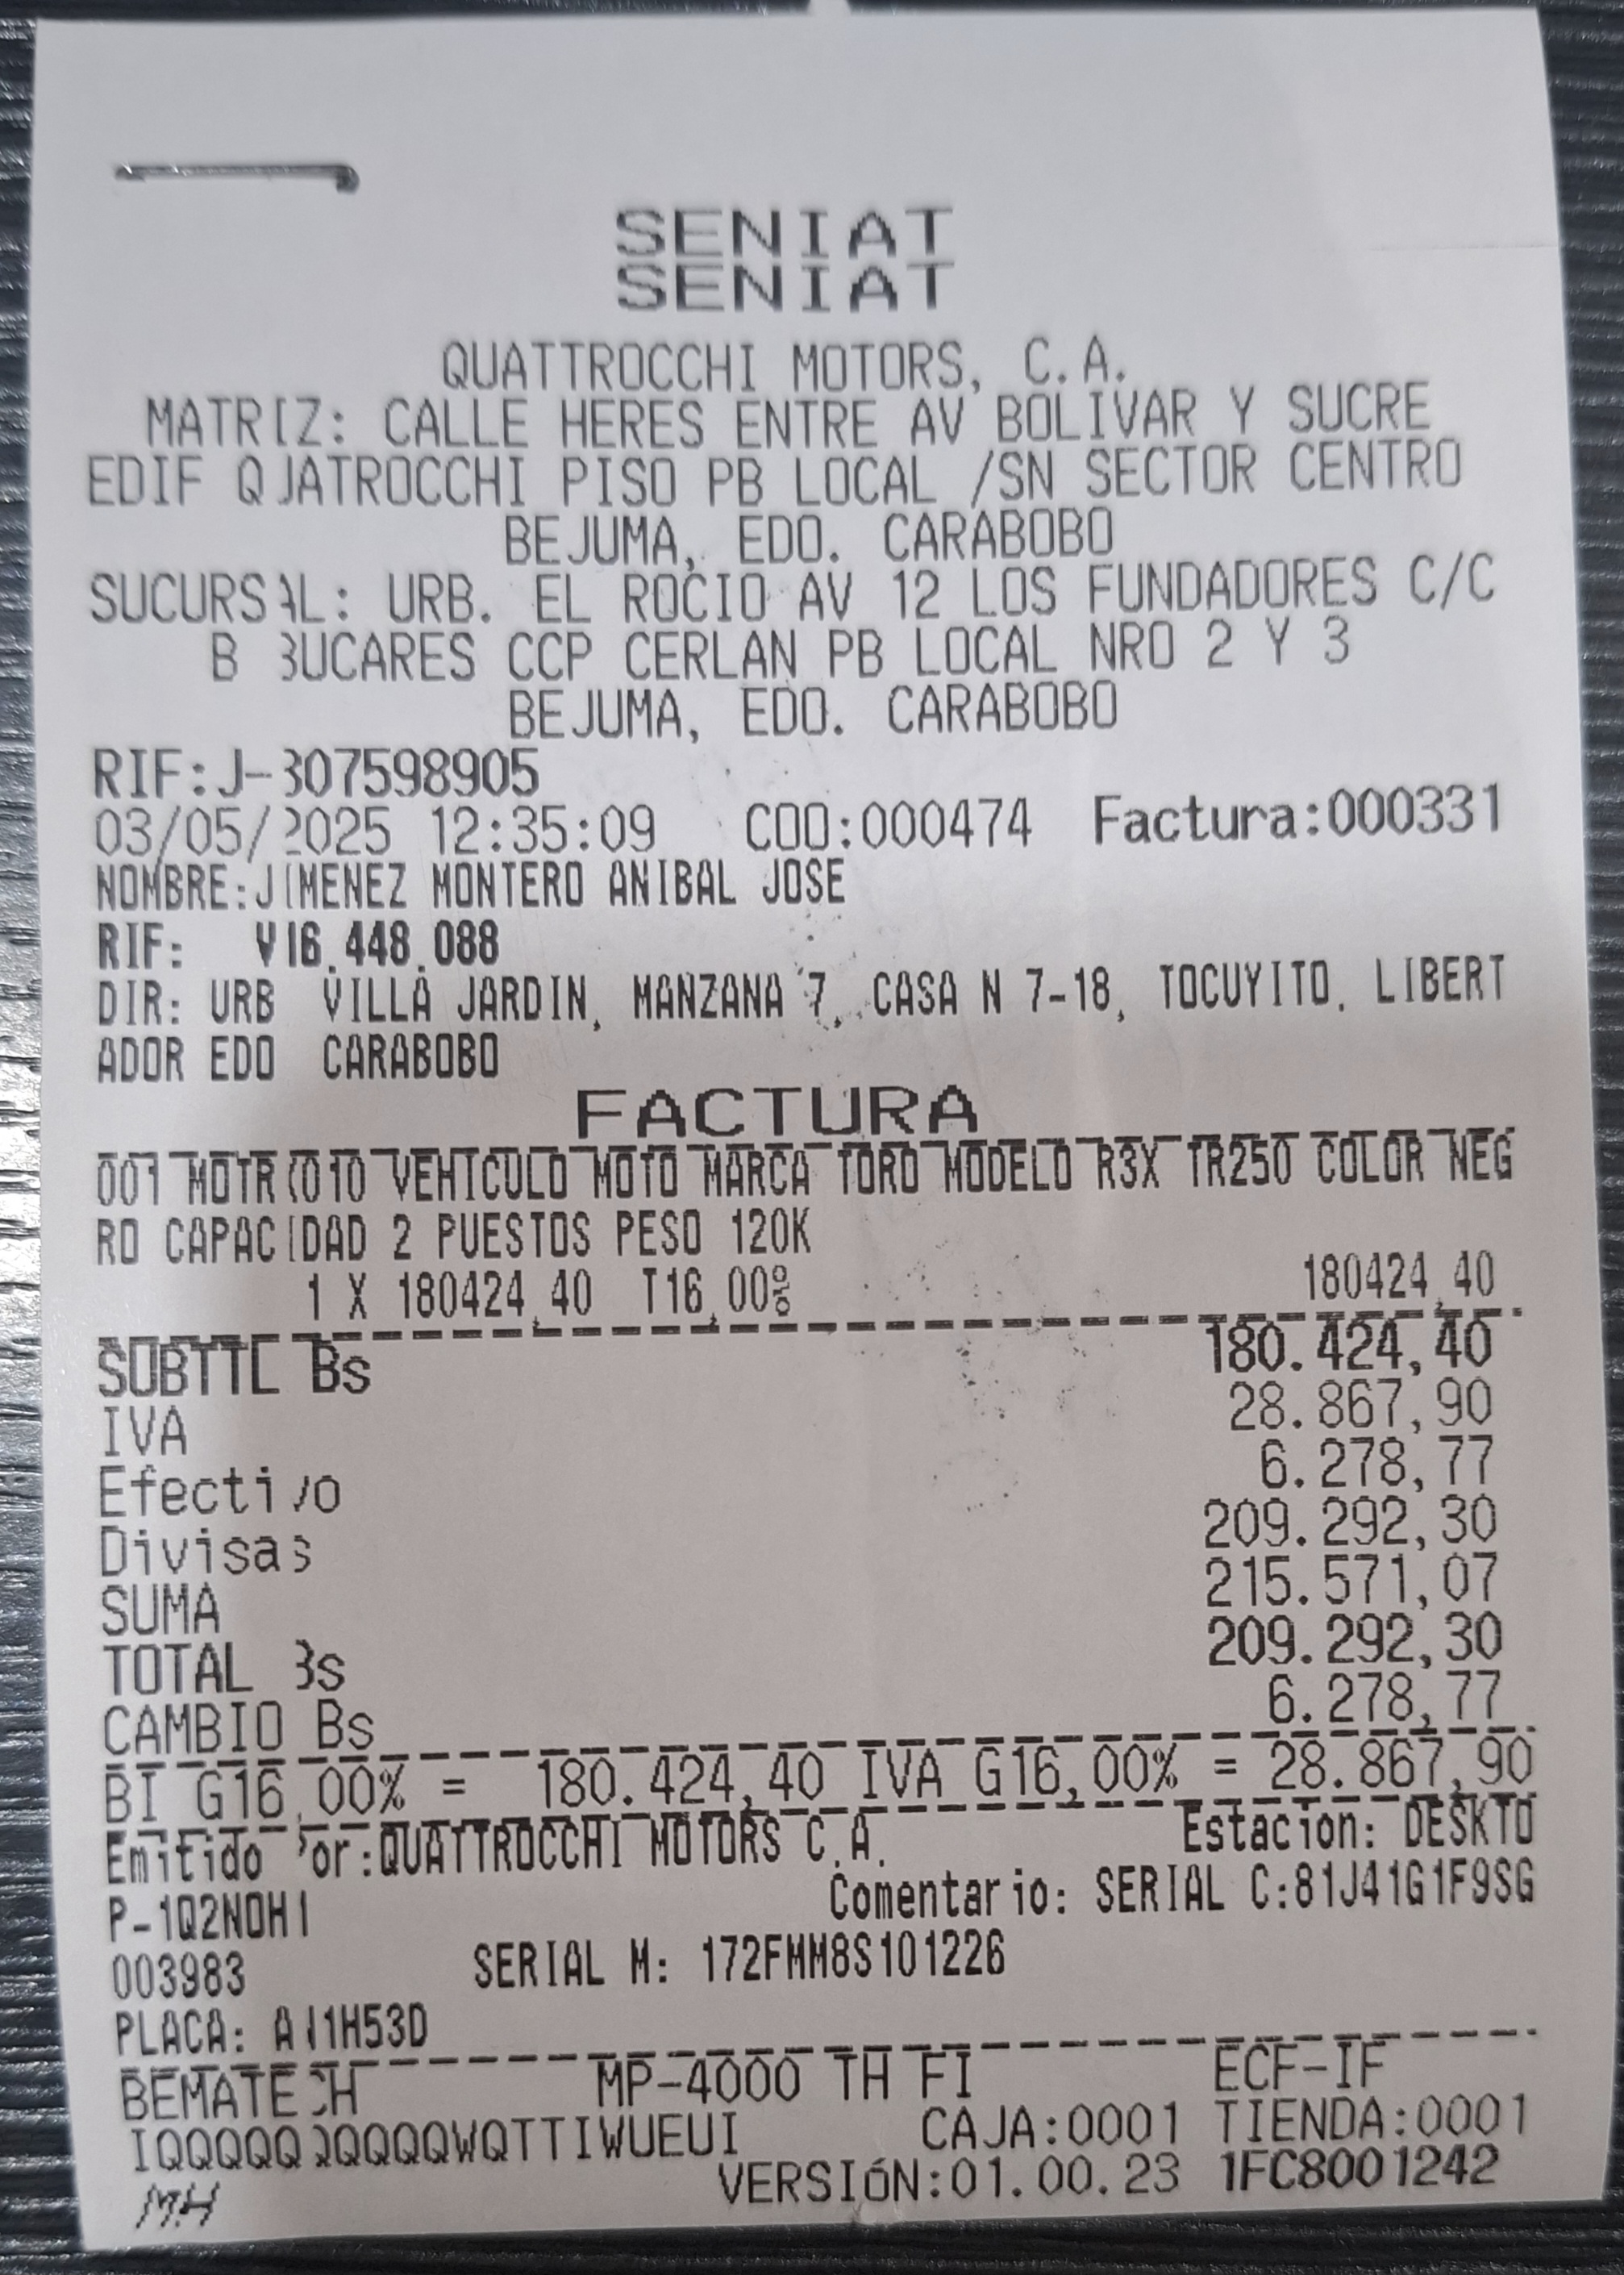 SENIAT
SENIAT
QUATTROCCHI MOTORS, C.A.
MATRIZ: CALLE HERES ENTRE AV BOLIVAR Y SUCRE
EDIF QUATROCCHI PISO PB LOCAL /SN SECTOR CENTRO
BEJUMA, EDO. CARABOBO
SUCURSAL: URB. EL ROCIO AV 12 LOS FUNDADORES C/C
B BUCARES CCP CERLAN PB LOCAL NRO 2 Y 3
BEJUMA, EDO. CARABOBO
RIF:J-307598905
03/05/2025 12:35:09 COO:000474 Factura:000331
NOMBRE:JIMENEZ MONTERO ANIBAL JOSE
RIF: V16.448.088
DIR: URB VILLA JARDIN, MANZANA 7, CASA N 7-18, TOCUYITO, LIBERT
ADOR EDO CARABOBO
FACTURA
001 MOTR3010 VEHICULO MOTO MARCA TORO MODELO R3X TR250 COLOR NEG
RO CAPACIDAD 2 PUESTOS PESO 120K
1 X 180424,40 T16,00% 180424,40
SUBTTL Bs 180.424,40
IVA 28.867,90
Efectivo 6.278,77
Divisas 209.292,30
SUMA 215.571,07
TOTAL Bs 209.292,30
CAMBIO Bs 6.278,77
BI G16,00% = 180.424,40 IVA G16,00% = 28.867,90
Emitido Por:QUATTROCCHI MOTORS C.A. Estacion: DESKTO
P-1Q2NOHI Comentario: SERIAL C:81J41G1F9SG
003983 SERIAL M: 172FMM8S101226
PLACA:
BEMATECH MP-4000 TH FI ECF-IF
IQQQQQQQQQQWQTTIWUEUI CAJA:0001 TIENDA:0001
VERSIÓN:01.00.23 1FC8001242
MH